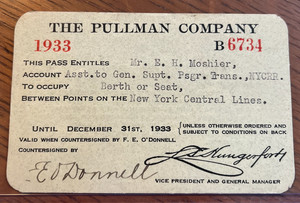 THE PULLMAN COMPANY
1933 B 6734
THIS PASS ENTITLES Mr. E. H. Moshier,
ACCOUNT Asst.to Gen. Supt. Psgr.Trans.,NYCRR.
TO OCCUPY Berth or Seat,
BETWEEN POINTS ON THE New York Central Lines.
UNTIL DECEMBER 31ST, 1933 { UNLESS OTHERWISE ORDERED AND
SUBJECT TO CONDITIONS ON BACK
VALID WHEN COUNTERSIGNED BY F. E. O'DONNELL
COUNTERSIGNED BY
F E O'Donnell
VICE PRESIDENT AND GENERAL MANAGER